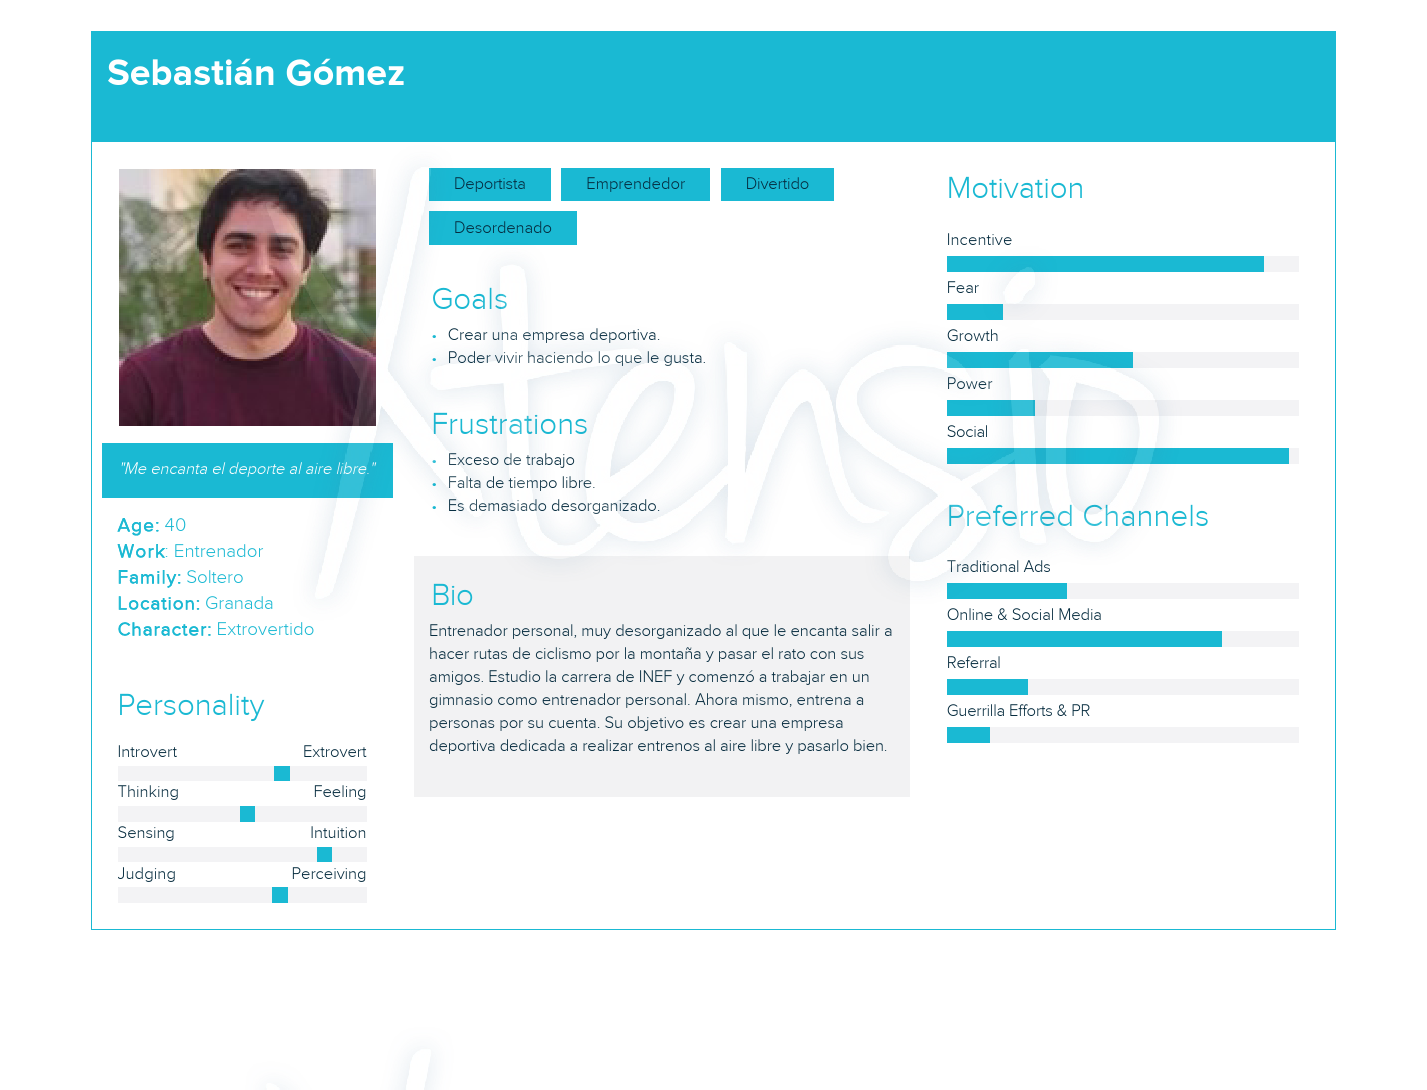 Sebastián Gómez
"Me encanta el deporte al aire libre."
Age: 40
Work: Entrenador
Family: Soltero
Location: Granada
Character: Extrovertido
Personality
Introvert Extrovert
Thinking Feeling
Sensing Intuition
Judging Perceiving
Deportista Emprendedor Divertido
Desordenado
Goals
• Crear una empresa deportiva.
• Poder vivir haciendo lo que le gusta.
Frustrations
• Exceso de trabajo
• Falta de tiempo libre.
• Es demasiado desorganizado.
Bio
Entrenador personal, muy desorganizado al que le encanta salir a
hacer rutas de ciclismo por la montaña y pasar el rato con sus
amigos. Estudio la carrera de INEF y comenzó a trabajar en un
gimnasio como entrenador personal. Ahora mismo, entrena a
personas por su cuenta. Su objetivo es crear una empresa
deportiva dedicada a realizar entrenos al aire libre y pasarlo bien.
Motivation
Incentive
Fear
Growth
Power
Social
Preferred Channels
Traditional Ads
Online & Social Media
Referral
Guerrilla Efforts & PR
Xtensio